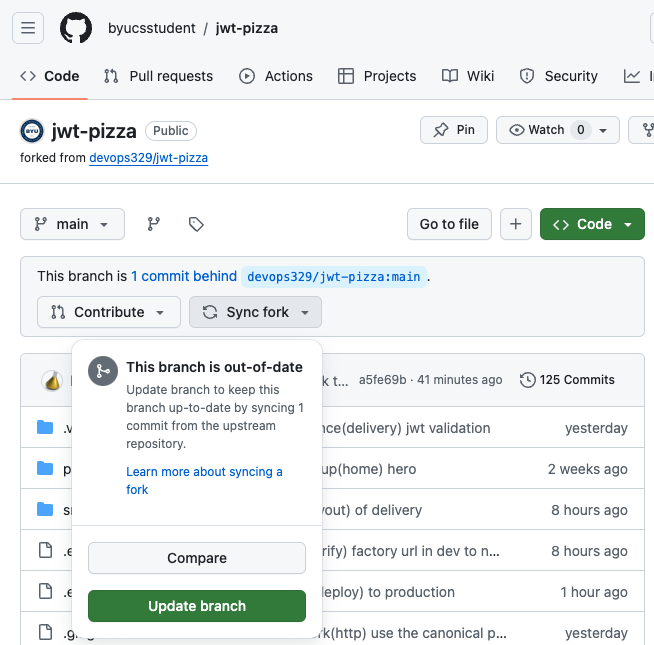 byucsstudent / jwt-pizza
Code Pull requests Actions Projects Wiki Security
BYU jwt-pizza Public Pin Watch 0
forked from devops329/jwt-pizza
main Go to file + Code
This branch is 1 commit behind devops329/jwt-pizza:main .
Contribute Sync fork
k t... a5fe69b · 41 minutes ago 125 Commits
This branch is out-of-date
Update branch to keep this
branch up-to-date by syncing 1
commit from the upstream
repository.
Learn more about syncing a
fork
Compare
Update branch
nce(delivery) jwt validation yesterday
up(home) hero 2 weeks ago
out) of delivery 8 hours ago
rify) factory url in dev to n... 8 hours ago
eploy) to production 1 hour ago
rk(http) use the canonical p... yesterday